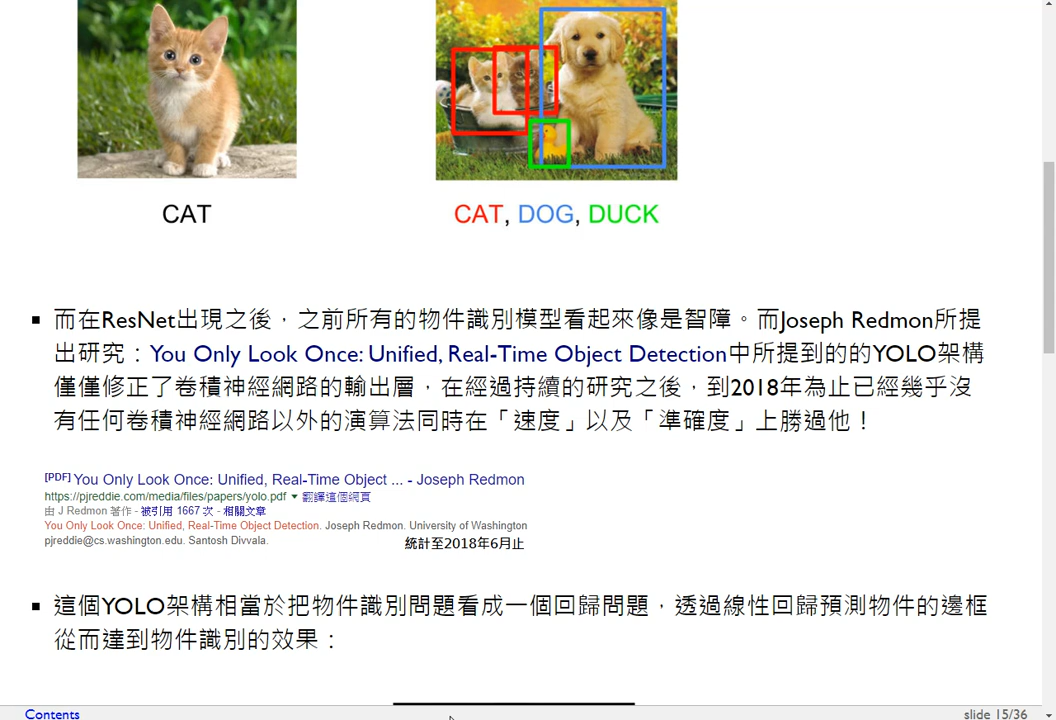 CAT
CAT, DOG, DUCK
而在ResNet出現之後，之前所有的物件識別模型看起來像是智障。而Joseph Redmon所提
出研究：You Only Look Once: Unified, Real-Time Object Detection中所提到的的YOLO架構
僅僅修正了卷積神經網路的輸出層，在經過持續的研究之後，到2018年為止已經幾乎沒
有任何卷積神經網路以外的演算法同時在「速度」以及「準確度」上勝過他！
[PDF] You Only Look Once: Unified, Real-Time Object ... - Joseph Redmon
https://pjreddie.com/media/files/papers/yolo.pdf ▼ 翻譯這個網頁
由 J Redmon 著作 - 被引用 1667 次 - 相關文章
You Only Look Once: Unified, Real-Time Object Detection. Joseph Redmon. University of Washington
pjreddie@cs.washington.edu. Santosh Divvala.
統計至2018年6月止
這個YOLO架構相當於把物件識別問題看成一個回歸問題，透過線性回歸預測物件的邊框
從而達到物件識別的效果：
Contents
slide 15/36